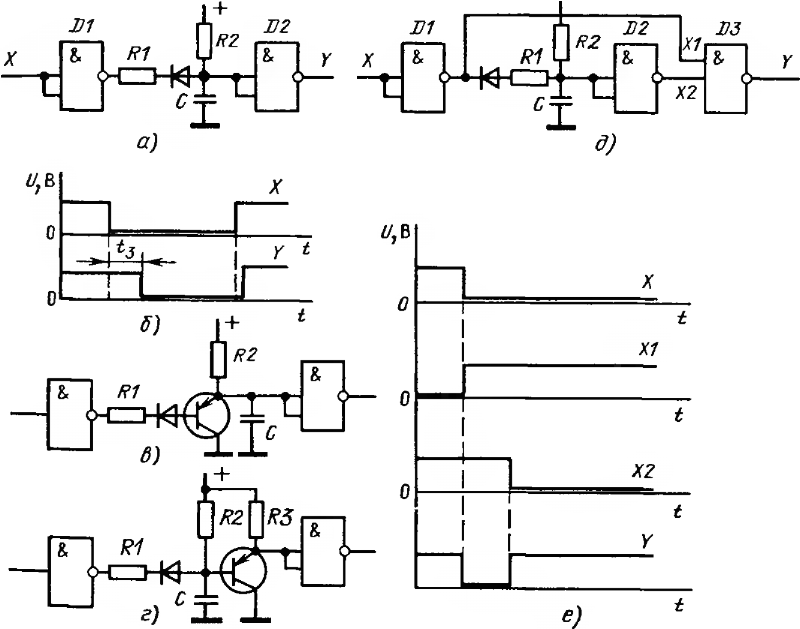 +
D1
D2
X
&
R1
R2
C
&
Y
а)
D1
D2
D3
X
&
R1
R2
C
&
X1
X2
&
Y
д)
U, В
X
0
t
tз
Y
0
t
б)
+
&
R1
R2
C
&
в)
+
&
R1
R2
R3
C
&
г)
U, В
X
0
t
X1
0
t
X2
0
t
Y
t
е)